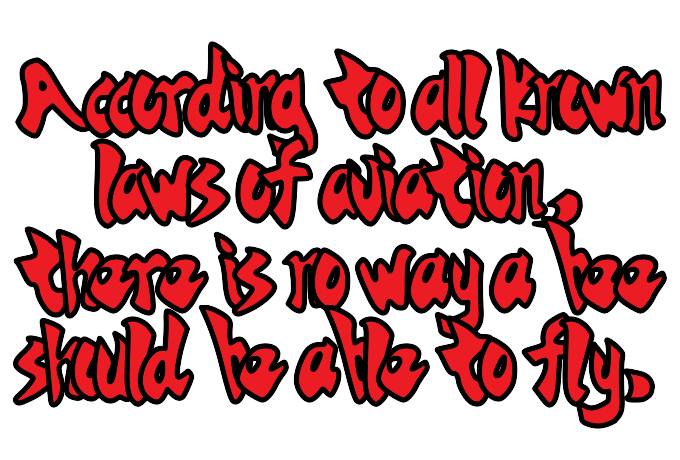 According to all known
laws of aviation,
there is no way a bee
should be able to fly.